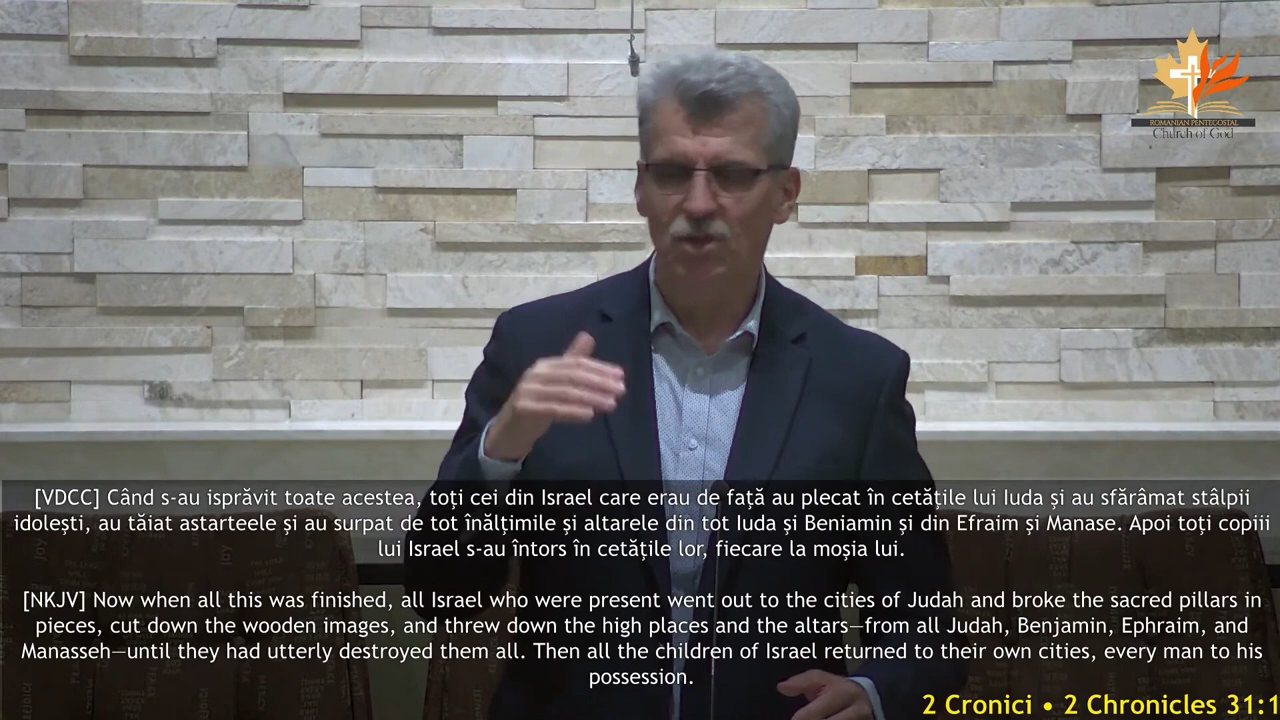 ROMANIAN PENTECOSTAL
Church of God
[VDCC] Când s-au isprăvit toate acestea, toți cei din Israel care erau de față au plecat în cetățile lui Iuda și au sfărâmat stâlpii
idolești, au tăiat astarteele și au surpat de tot înălțimile și altarele din tot Iuda și Beniamin și din Efraim și Manase. Apoi toți copiii
lui Israel s-au întors în cetățile lor, fiecare la moșia lui.
[NKJV] Now when all this was finished, all Israel who were present went out to the cities of Judah and broke the sacred pillars in
pieces, cut down the wooden images, and threw down the high places and the altars—from all Judah, Benjamin, Ephraim, and
Manasseh—until they had utterly destroyed them all. Then all the children of Israel returned to their own cities, every man to his
possession.
2 Cronici • 2 Chronicles 31:1